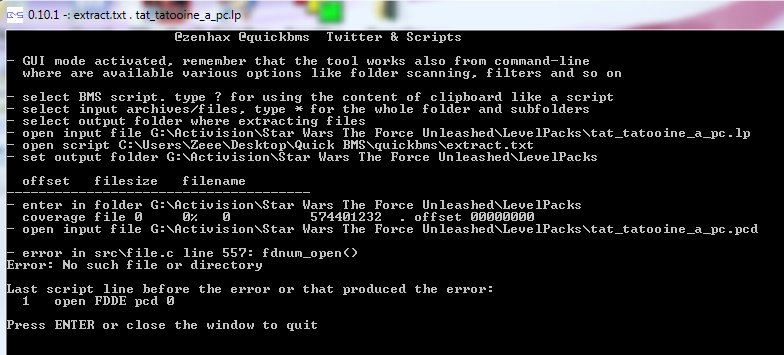 0.10.1 -: extract.txt . tat_tatooine_a_pc.lp
@zenhax @quickbms  Twitter & Scripts
- GUI mode activated, remember that the tool works also from command-line
where are available various options like folder scanning, filters and so on
- select BMS script. type ? for using the content of clipboard like a script
- select input archives/files, type * for the whole folder and subfolders
- select output folder where extracting files
- open input file G:\Activision\Star Wars The Force Unleashed\LevelPacks\tat_tatooine_a_pc.lp
- open script C:\Users\Zeee\Desktop\Quick BMS\quickbms\extract.txt
- set output folder G:\Activision\Star Wars The Force Unleashed\LevelPacks
offset   filesize   filename
--------------------------------------
- enter in folder G:\Activision\Star Wars The Force Unleashed\LevelPacks
coverage file 0     0%   0          574401232  . offset 00000000
- open input file G:\Activision\Star Wars The Force Unleashed\LevelPacks\tat_tatooine_a_pc.pcd
- error in src\file.c line 557: fdnum_open()
Error: No such file or directory
Last script line before the error or that produced the error:
1   open FDDE pcd 0
Press ENTER or close the window to quit